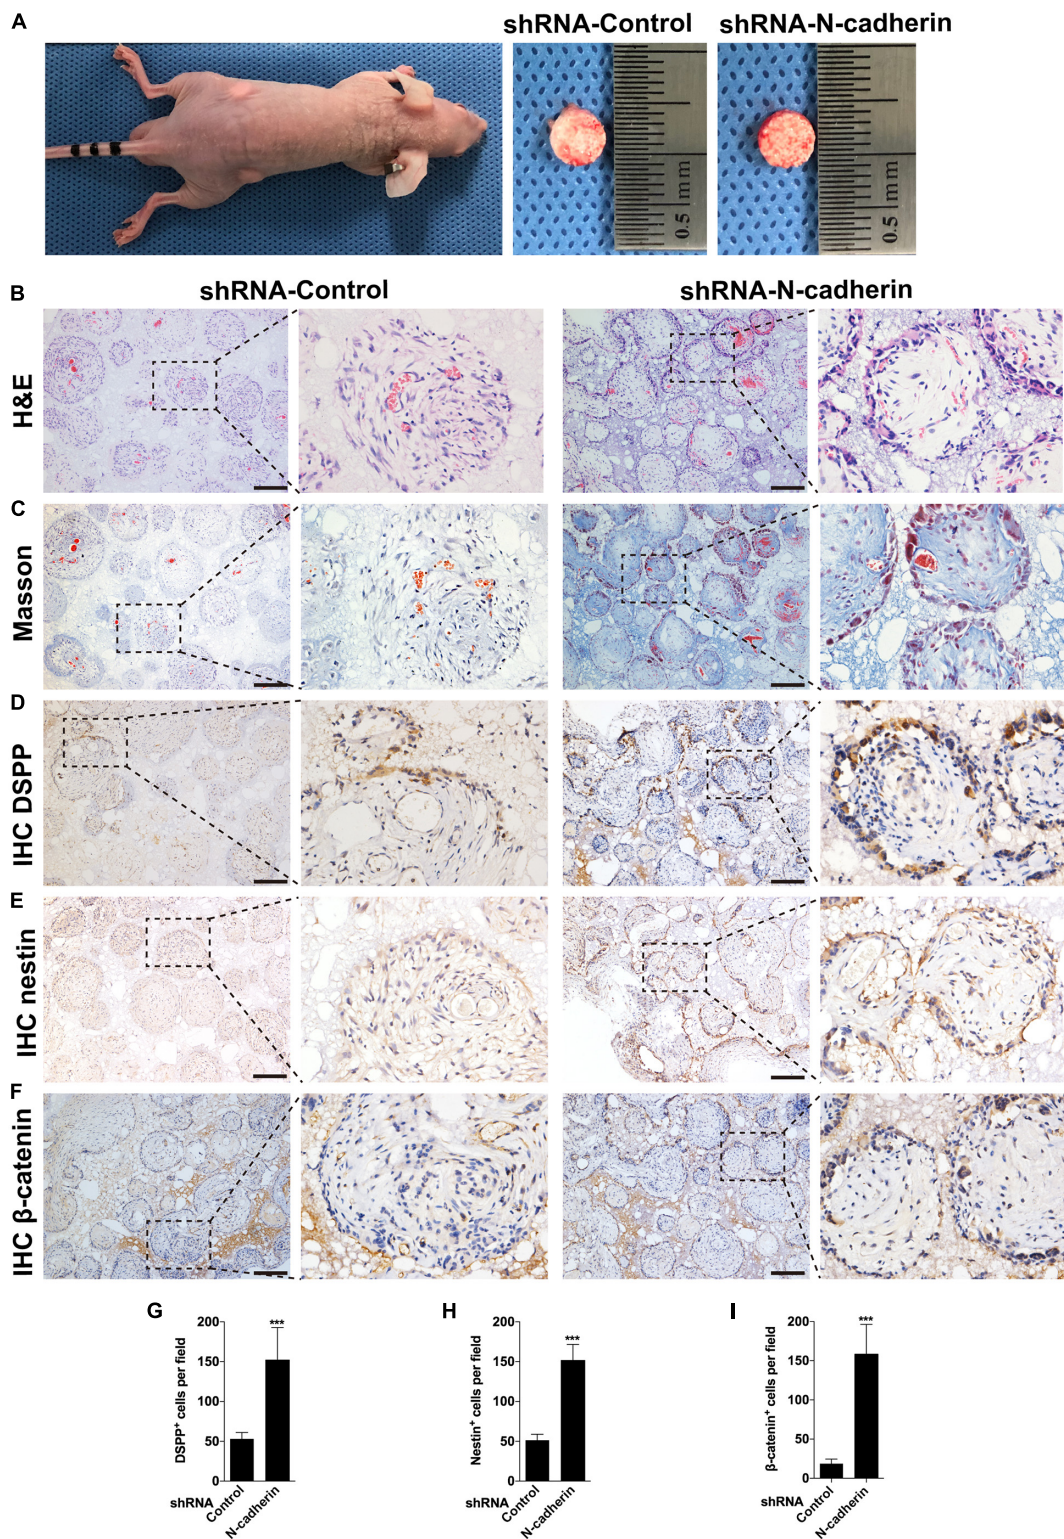 A
shRNA-Control
shRNA-N-cadherin
0.5 mm
0.5 mm
B
shRNA-Control
shRNA-N-cadherin
H&E
C
Masson
D
IHC DSPP
E
IHC nestin
F
IHC β-catenin
G
DSPP+ cells per field
200
150
100
50
0
***
shRNA
Control
N-cadherin
H
Nestin+ cells per field
200
150
100
50
0
***
shRNA
Control
N-cadherin
I
β-catenin+ cells per field
200
150
100
50
0
***
shRNA
Control
N-cadherin